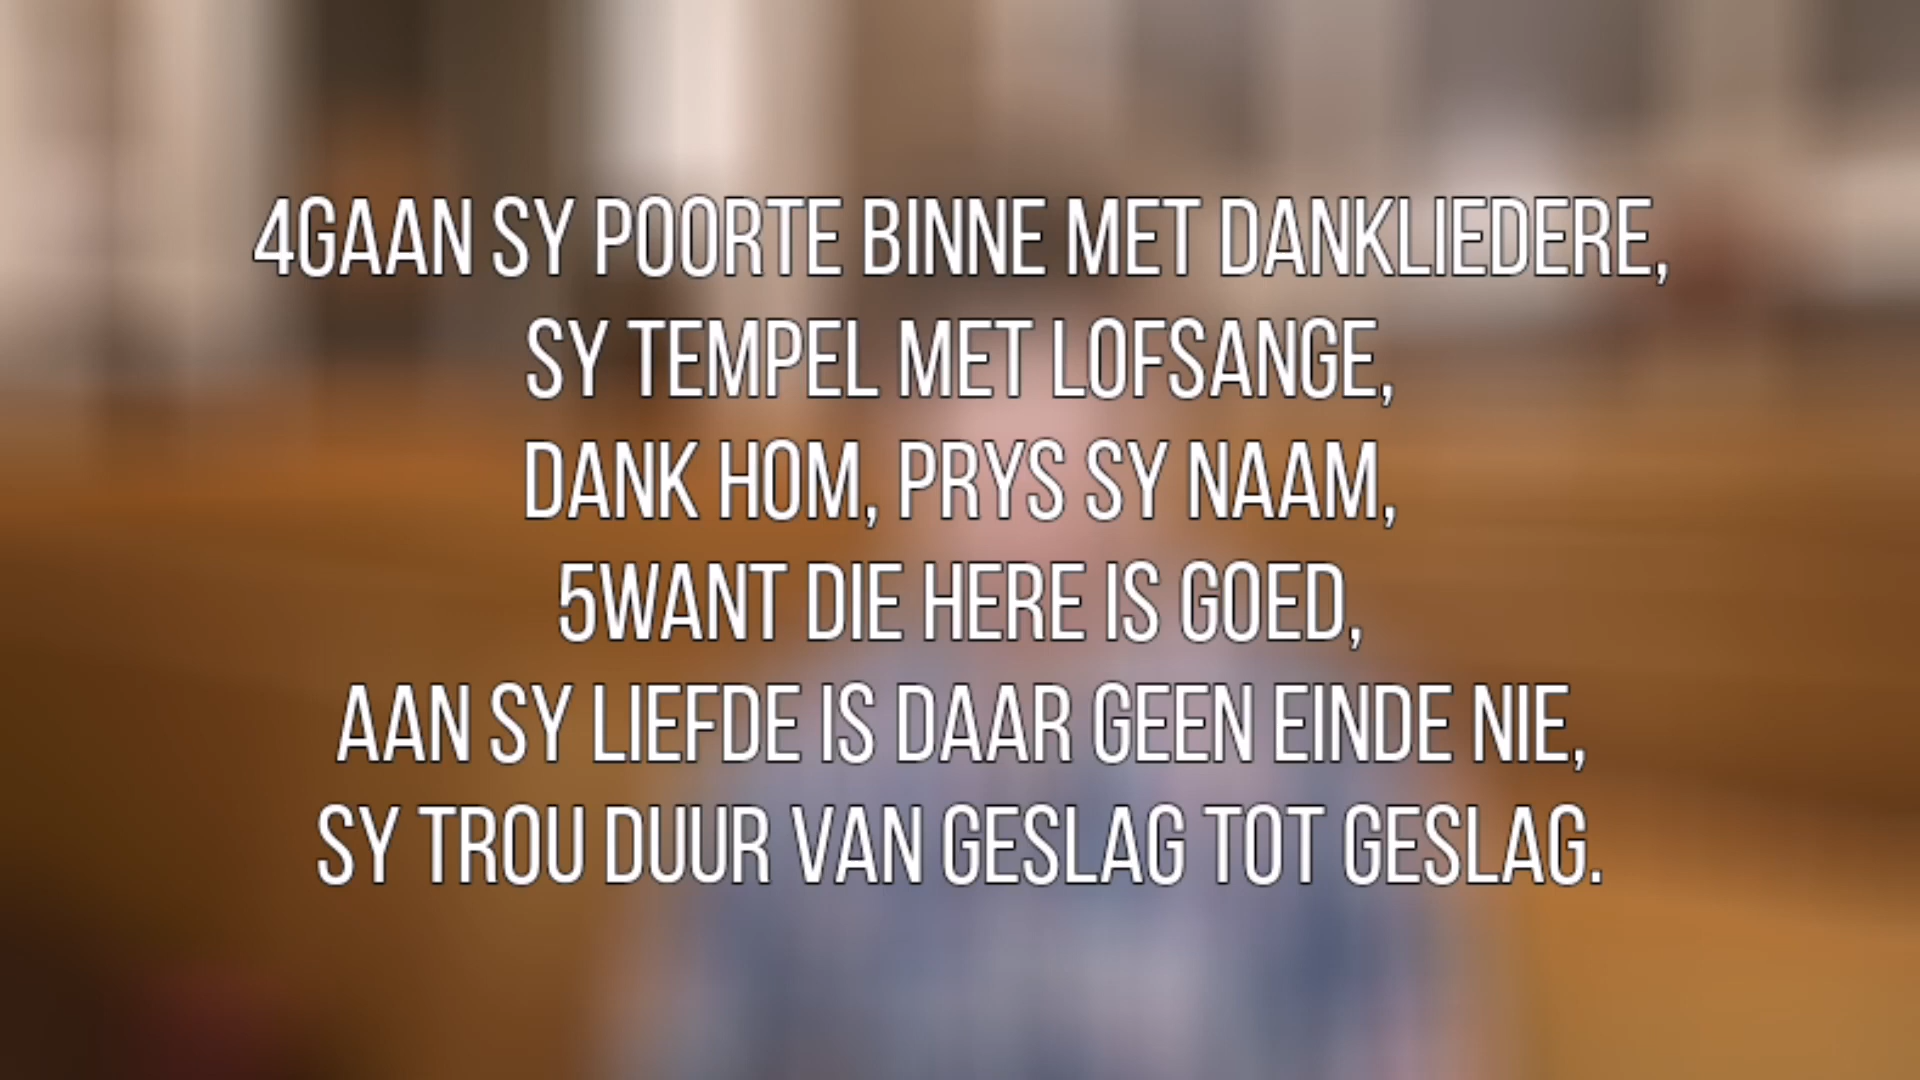 4GAAN SY POORTE BINNE MET DANKLIEDERE,
SY TEMPEL MET LOFSANGE,
DANK HOM, PRYS SY NAAM,
5WANT DIE HERE IS GOED,
AAN SY LIEFDE IS DAAR GEEN EINDE NIE,
SY TROU DUUR VAN GESLAG TOT GESLAG.